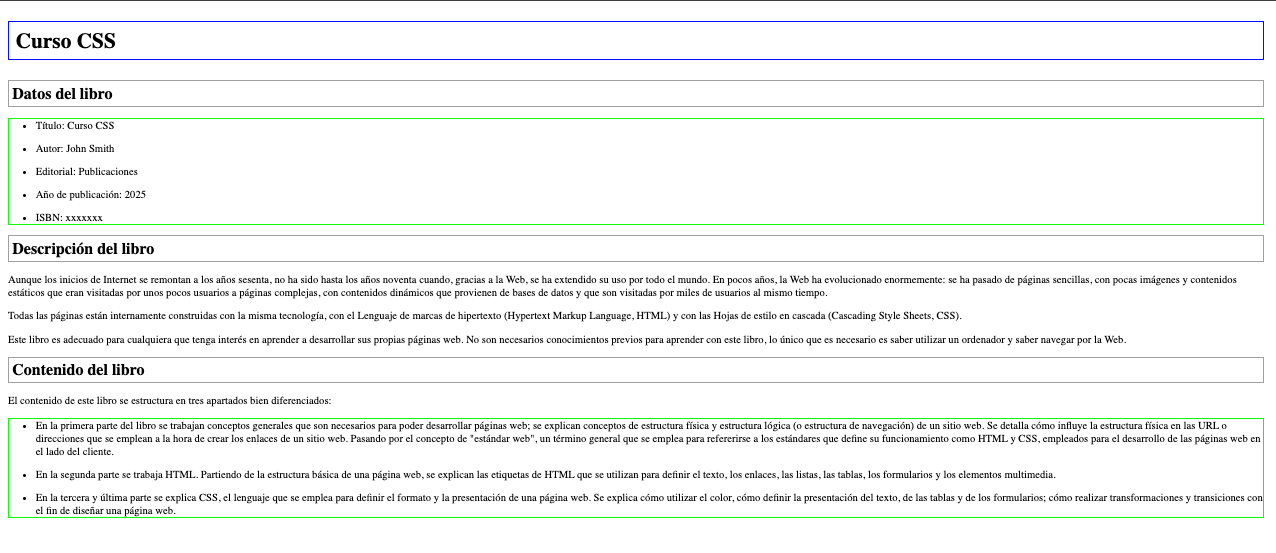 Curso CSS
Datos del libro
Título: Curso CSS
Autor: John Smith
Editorial: Publicaciones
Año de publicación: 2025
ISBN: xxxxxxx
Descripción del libro
Aunque los inicios de Internet se remontan a los años sesenta, no ha sido hasta los años noventa cuando, gracias a la Web, se ha extendido su uso por todo el mundo. En pocos años, la Web ha evolucionado enormemente: se ha pasado de páginas sencillas, con pocas imágenes y contenidos
estáticos que eran visitadas por unos pocos usuarios a páginas complejas, con contenidos dinámicos que provienen de bases de datos y que son visitadas por miles de usuarios al mismo tiempo.
Todas las páginas están internamente construidas con la misma tecnología, con el Lenguaje de marcas de hipertexto (Hypertext Markup Language, HTML) y con las Hojas de estilo en cascada (Cascading Style Sheets, CSS).
Este libro es adecuado para cualquiera que tenga interés en aprender a desarrollar sus propias páginas web. No son necesarios conocimientos previos para aprender con este libro, lo único que es necesario es saber utilizar un ordenador y saber navegar por la Web.
Contenido del libro
El contenido de este libro se estructura en tres apartados bien diferenciados:
En la primera parte del libro se trabajan conceptos generales que son necesarios para poder desarrollar páginas web; se explican conceptos de estructura física y estructura lógica (o estructura de navegación) de un sitio web. Se detalla cómo influye la estructura física en las URL o
direcciones que se emplean a la hora de crear los enlaces de un sitio web. Pasando por el concepto de "estándar web", un término general que se emplea para refererirse a los estándares que define su funcionamiento como HTML y CSS, empleados para el desarrollo de las páginas web en
el lado del cliente.
En la segunda parte se trabaja HTML. Partiendo de la estructura básica de una página web, se explican las etiquetas de HTML que se utilizan para definir el texto, los enlaces, las listas, las tablas, los formularios y los elementos multimedia.
En la tercera y última parte se explica CSS, el lenguaje que se emplea para definir el formato y la presentación de una página web. Se explica cómo utilizar el color, cómo definir la presentación del texto, de las tablas y de los formularios; cómo realizar transformaciones y transiciones con
el fin de diseñar una página web.